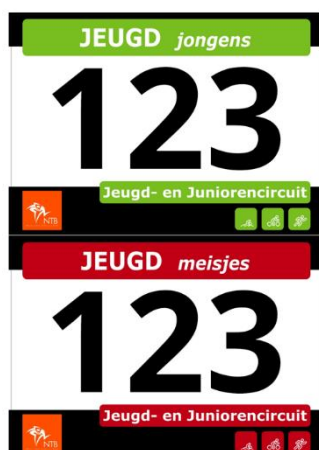 JEUGD jongens
123
Jeugd- en Juniorencircuit
NTB
JEUGD meisjes
123
Jeugd- en Juniorencircuit
NTB